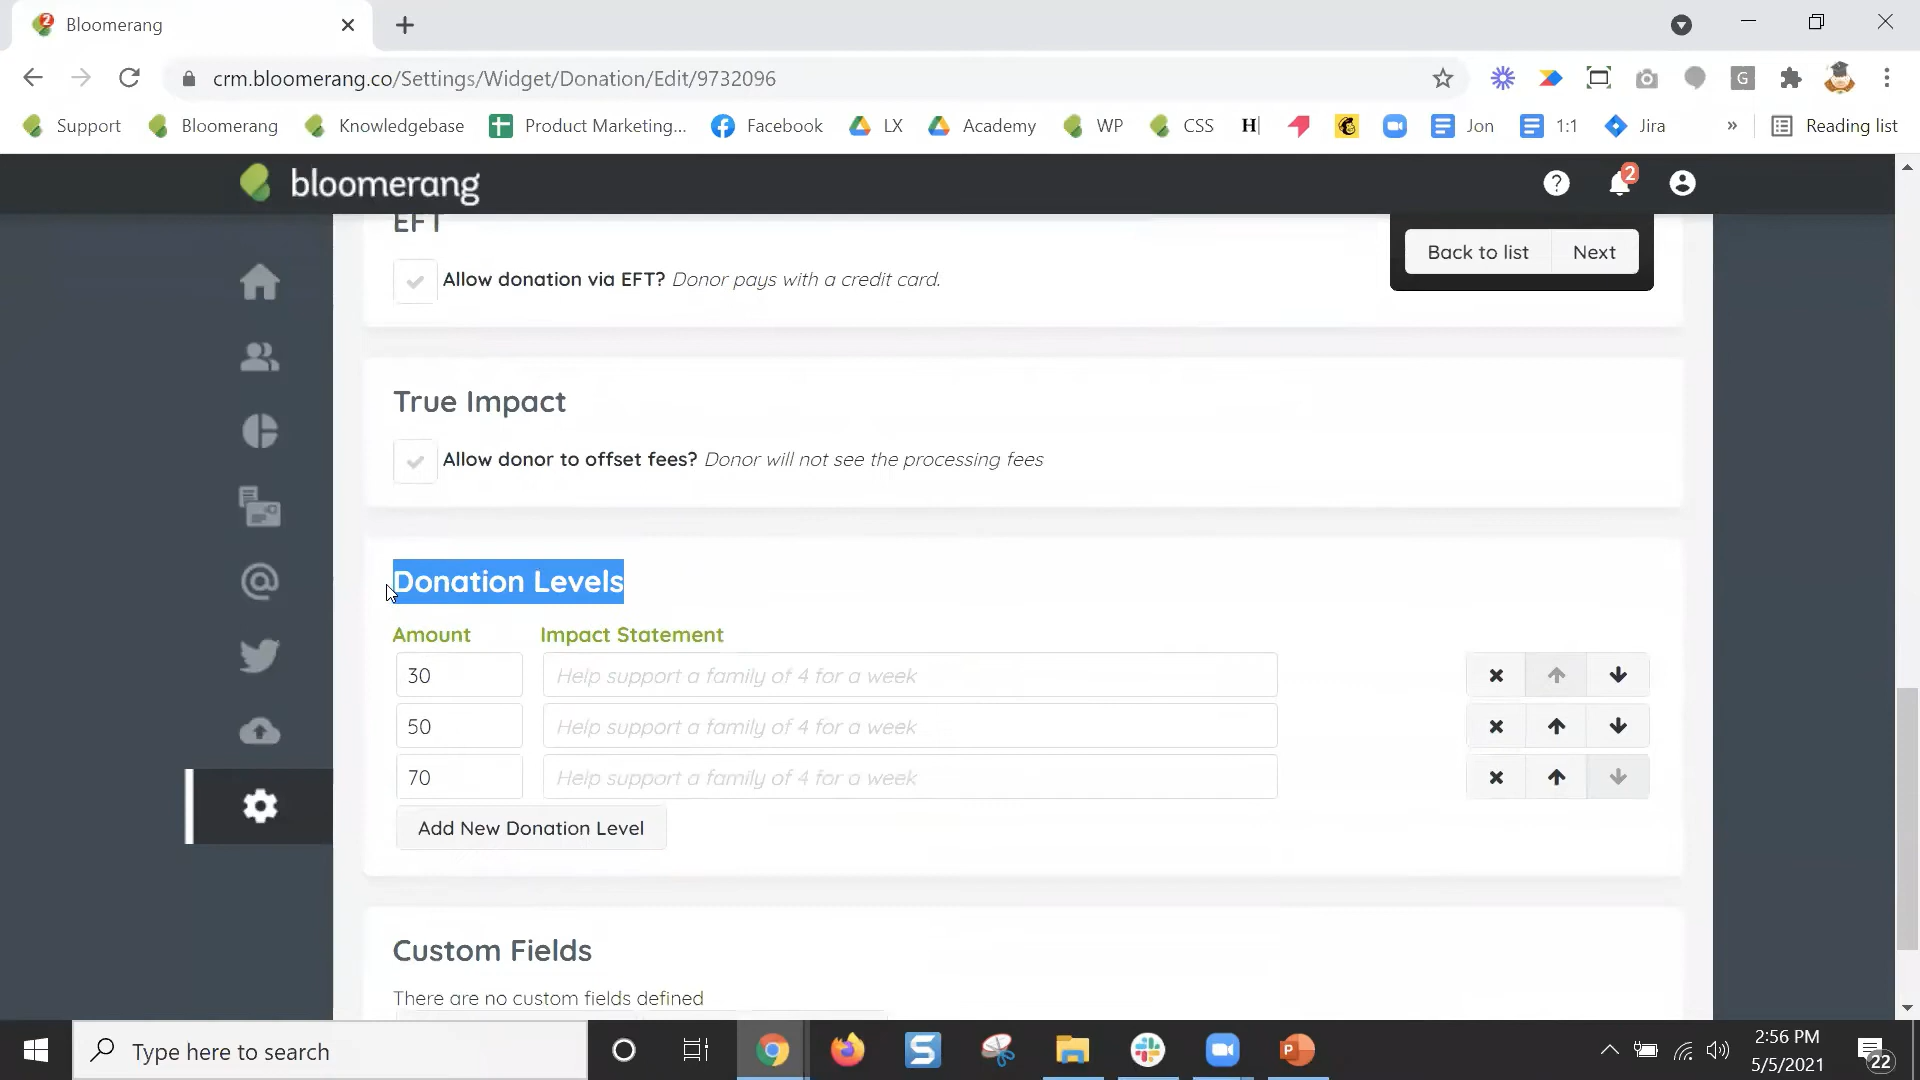 Bloomerang
crm.bloomerang.co/Settings/Widget/Donation/Edit/9732096
Support Bloomerang Knowledgebase Product Marketing... Facebook LX Academy WP CSS H Jon 1:1 Jira » Reading list
bloomerang
2
EFT
Back to list Next
Allow donation via EFT? Donor pays with a credit card.
True Impact
Allow donor to offset fees? Donor will not see the processing fees
Donation Levels
Amount Impact Statement
30 Help support a family of 4 for a week
50 Help support a family of 4 for a week
70 Help support a family of 4 for a week
Add New Donation Level
Custom Fields
There are no custom fields defined
Type here to search
2:56 PM
5/5/2021
22